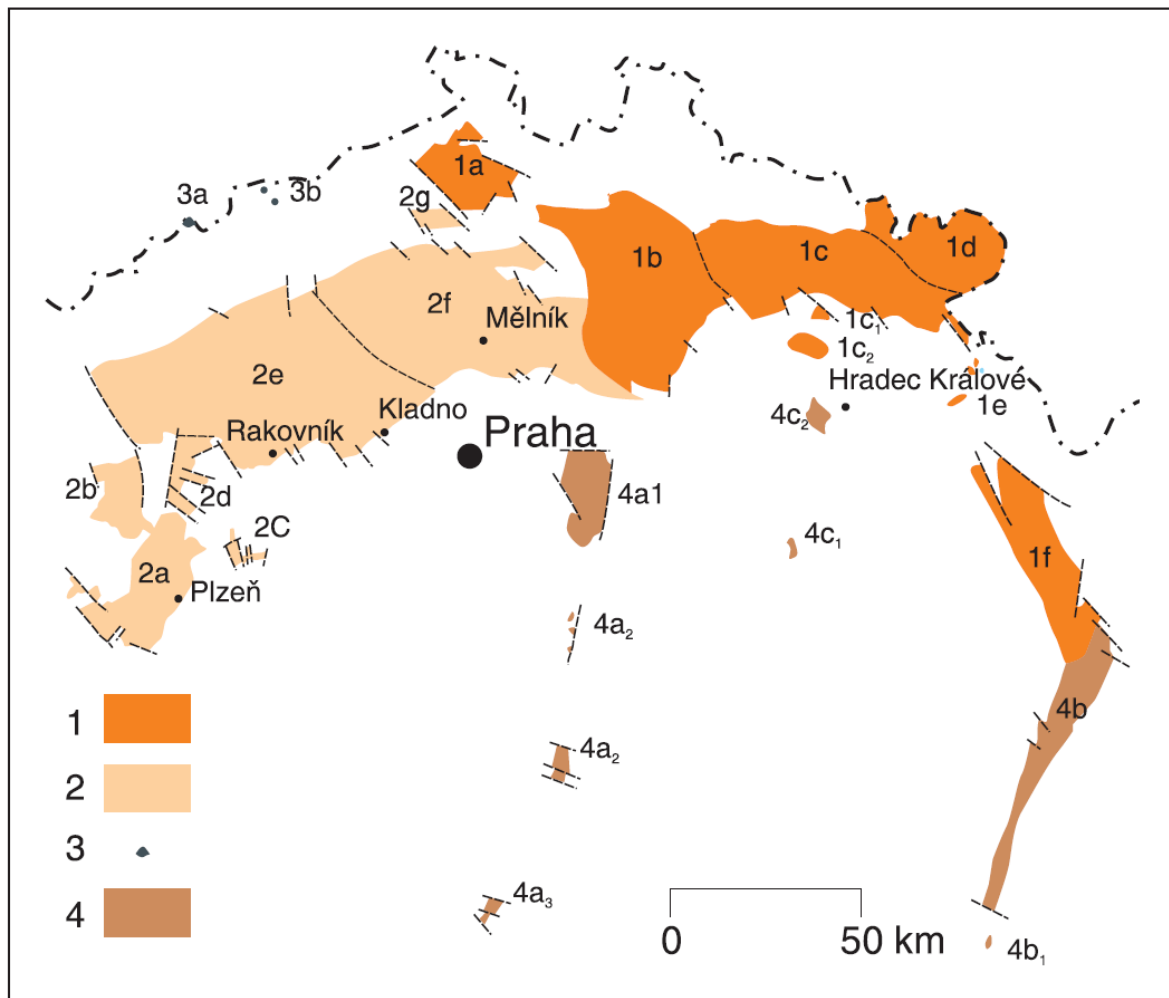 1a
3a
3b
2g
1b
1c
1d
2f
Mělník
1c₁
1c₂
2e
Hradec Králové
1e
Kladno
4c₂
Rakovník
Praha
2b
2d
4a1
2C
4c₁
1f
2a
Plzeň
4a₂
1
4b
4a₂
2
3
4a₃
4
0
50 km
4b₁